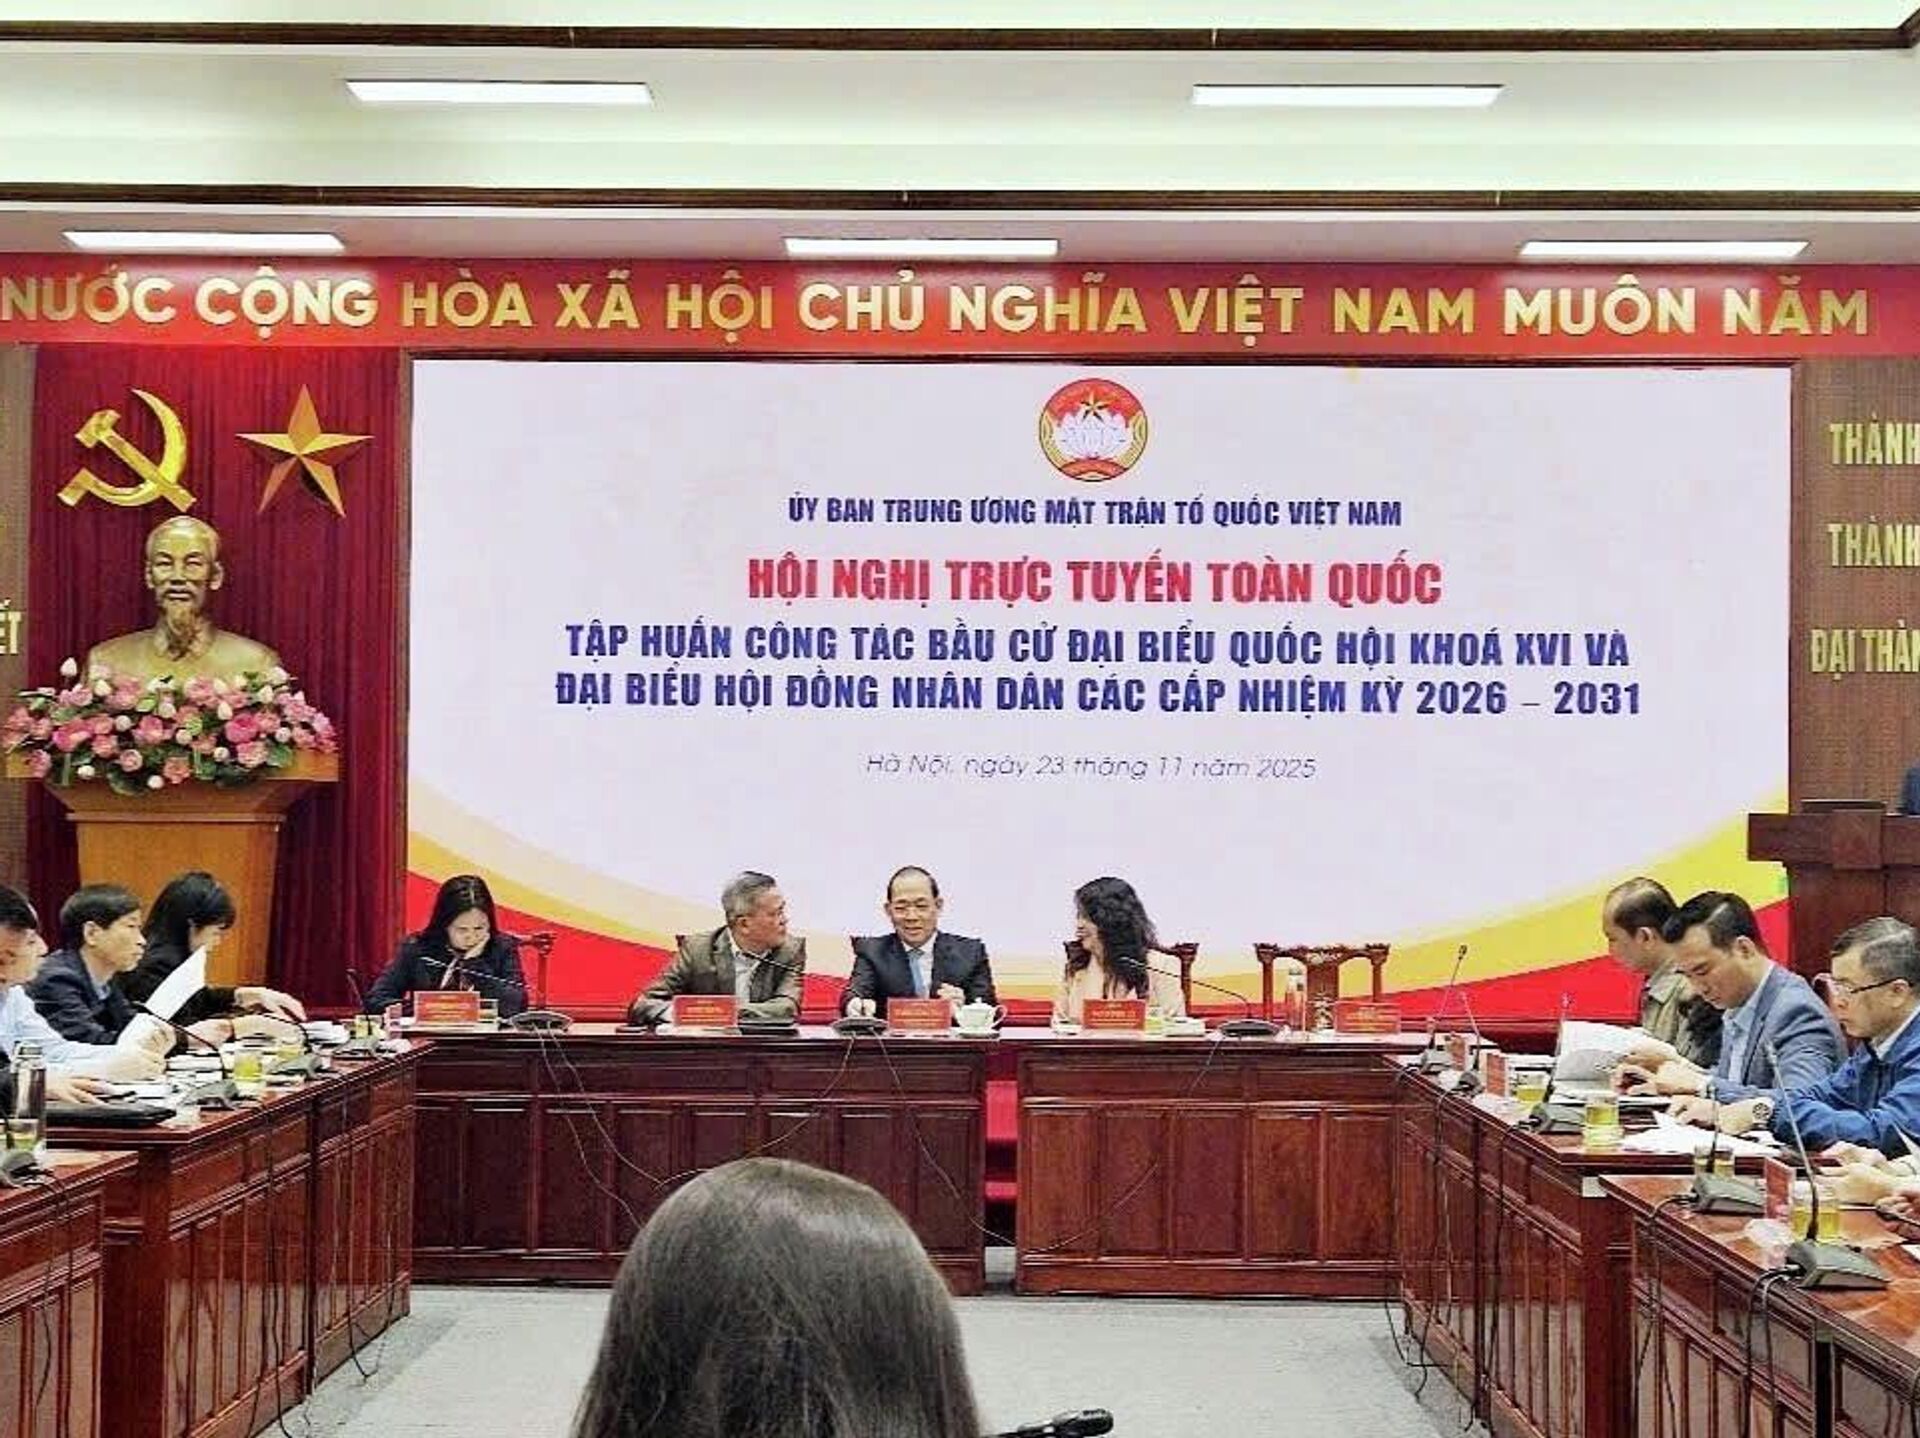 NƯỚC CỘNG HÒA XÃ HỘI CHỦ NGHĨA VIỆT NAM MUÔN NĂM
ỦY BAN TRUNG ƯƠNG MẶT TRẬN TỔ QUỐC VIỆT NAM
HỘI NGHỊ TRỰC TUYẾN TOÀN QUỐC
TẬP HUẤN CÔNG TÁC BẦU CỬ ĐẠI BIỂU QUỐC HỘI KHOÁ XVI VÀ
ĐẠI BIỂU HỘI ĐỒNG NHÂN DÂN CÁC CẤP NHIỆM KỲ 2026 – 2031
Hà Nội, ngày 23 tháng 11 năm 2025
THÀNH
THÀNH
ĐẠI THÀN
ẾT